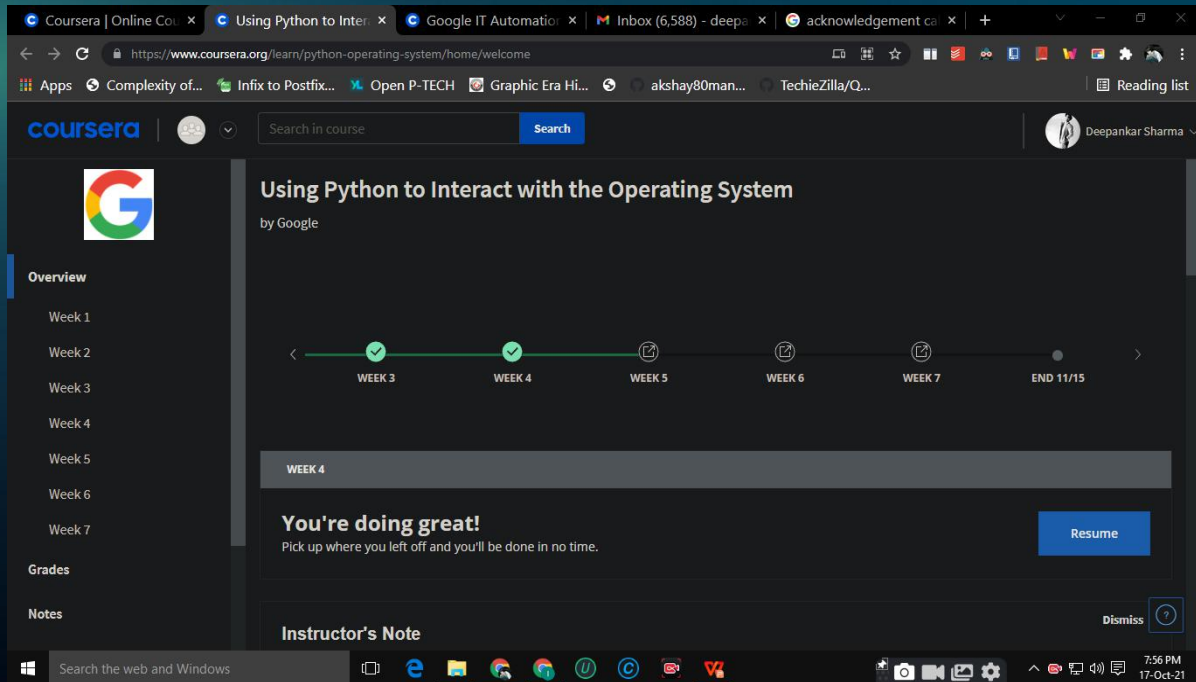 Coursera | Online Cou
Using Python to Inter
Google IT Automation
Inbox (6,588) - deepa
acknowledgement ca
https://www.coursera.org/learn/python-operating-system/home/welcome
Apps
Complexity of...
Infix to Postfix...
Open P-TECH
Graphic Era Hi...
akshay80man...
TechieZilla/Q...
Reading list
coursera
Search in course
Search
Deepankar Sharma
Using Python to Interact with the Operating System
by Google
Overview
Week 1
Week 2
Week 3
Week 4
Week 5
Week 6
Week 7
Grades
Notes
WEEK 3
WEEK 4
WEEK 5
WEEK 6
WEEK 7
END 11/15
WEEK 4
You're doing great!
Pick up where you left off and you'll be done in no time.
Resume
Instructor's Note
Dismiss
?
Search the web and Windows
7:56 PM
17-Oct-21